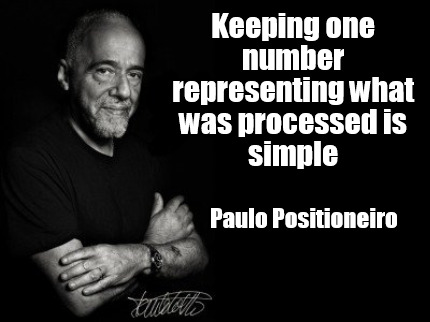 Keeping one
number
representing what
was processed is
simple
Paulo Positioneiro